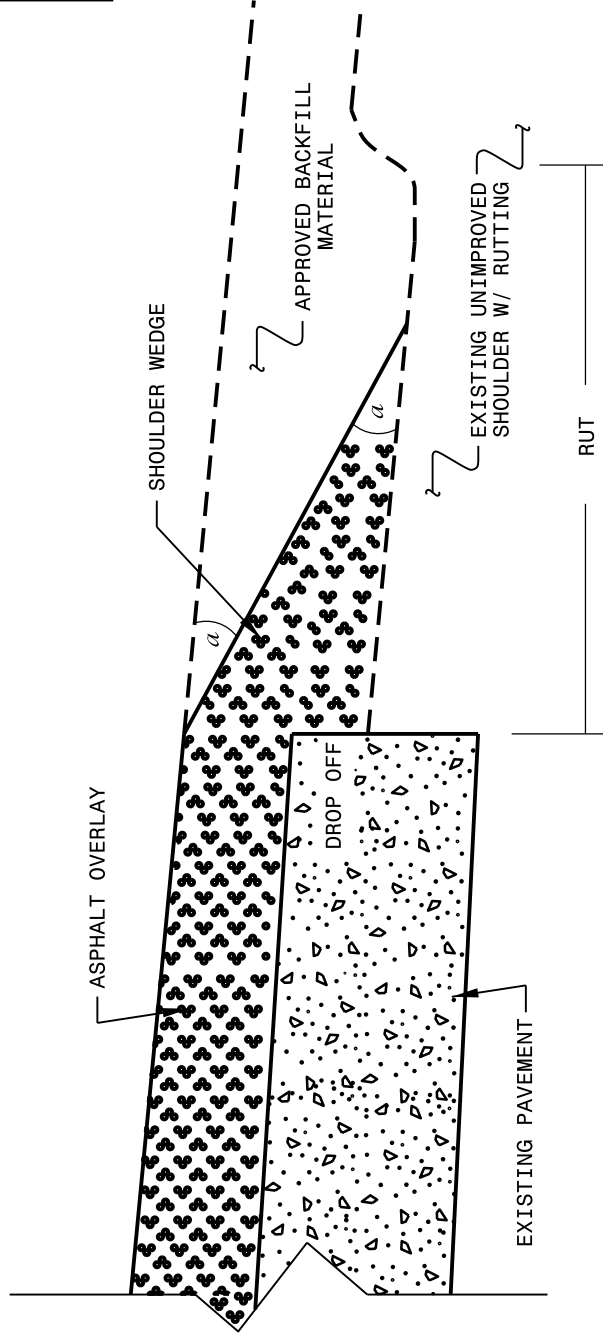 ASPHALT OVERLAY
SHOULDER WEDGE
APPROVED BACKFILL
MATERIAL
a
a
DROP OFF
EXISTING UNIMPROVED
SHOULDER W/ RUTTING
EXISTING PAVEMENT
RUT